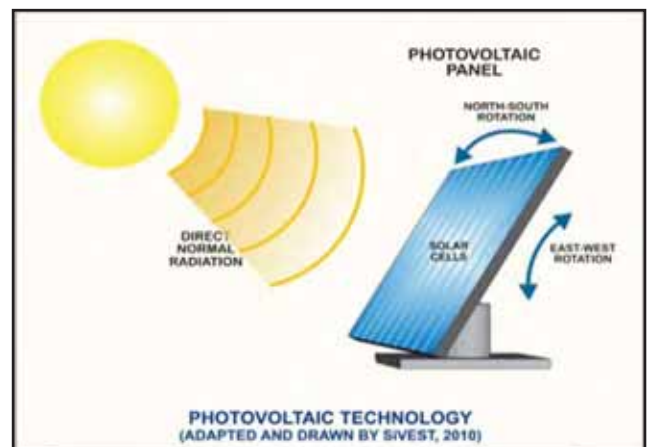 PHOTOVOLTAIC
PANEL
NORTH-SOUTH
ROTATION
DIRECT
NORMAL
RADIATION
SOLAR
CELLS
EAST-WEST
ROTATION
PHOTOVOLTAIC TECHNOLOGY
(ADAPTED AND DRAWN BY SiVEST, 2010)